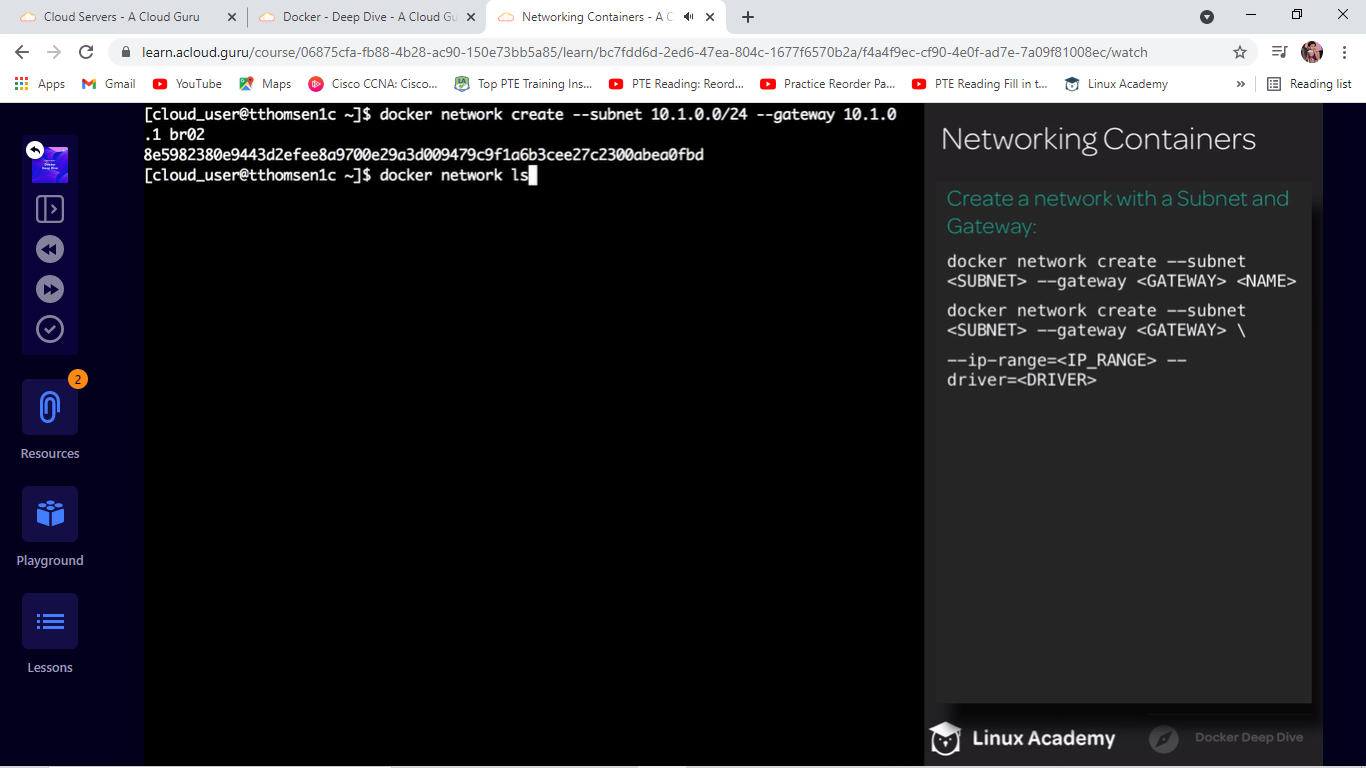 Cloud Servers - A Cloud Guru
Docker - Deep Dive - A Cloud Gu
Networking Containers - A C
learn.acloud.guru/course/06875cfa-fb88-4b28-ac90-150e73bb5a85/learn/bc7fdd6d-2ed6-47ea-804c-1677f6570b2a/f4a4f9ec-cf90-4e0f-ad7e-7a09f81008ec/watch
Apps
Gmail
YouTube
Maps
Cisco CCNA: Cisco...
Top PTE Training Ins...
PTE Reading: Reord...
Practice Reorder Pa...
PTE Reading Fill in t...
Linux Academy
»
Reading list
[cloud_user@tthomsen1c ~]$ docker network create --subnet 10.1.0.0/24 --gateway 10.1.0
.1 br02
8e5982380e9443d2efee8a9700e29a3d009479c9f1a6b3cee27c2300abea0fbd
[cloud_user@tthomsen1c ~]$ docker network ls
2
Resources
Playground
Lessons
Networking Containers
Create a network with a Subnet and
Gateway:
docker network create --subnet
<SUBNET> --gateway <GATEWAY> <NAME>
docker network create --subnet
<SUBNET> --gateway <GATEWAY> \
--ip-range=<IP_RANGE> --
driver=<DRIVER>
Linux Academy
Docker Deep Dive